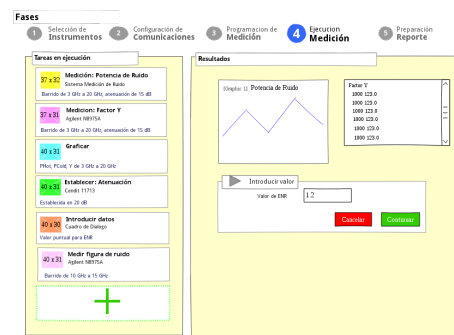 Fases
1 Selección de Instrumentos
2 Configuración de Comunicaciones
3 Programacion de Medición
4 Ejecucion Medición
5 Preparación Reporte
Tareas en ejecución
37 x 32 Medición: Potencia de Ruido
Sistema Medición de Ruido
Barrido de 3 GHz a 20 GHz, atenuación de 15 dB
37 x 31 Medicion: Factor Y
Agilent N8975A
Barrido de 3 GHz a 20 GHz, atenuación de 15 dB
40 x 31 Graficar
PHot, PCold, Y de 3 GHz a 20 GHz
40 x 31 Establecer: Atenuación
Condit 11713
Establecida en 20 dB
40 x 30 Introducir datos
Cuadro de Dialogo
Valor puntual para ENR
40 x 31 Medir figura de ruido
Agilent N8975A
Barrido de 10 GHz a 15 GHz
Resultados
[Graphic 1] Potencia de Ruido
Factor Y
1000 123.0
1000 123.0
1000 123.0
1000 123.0
1000 123.0
1000 123.0
Introducir valor
Valor de ENR 12
Cancelar Continuar